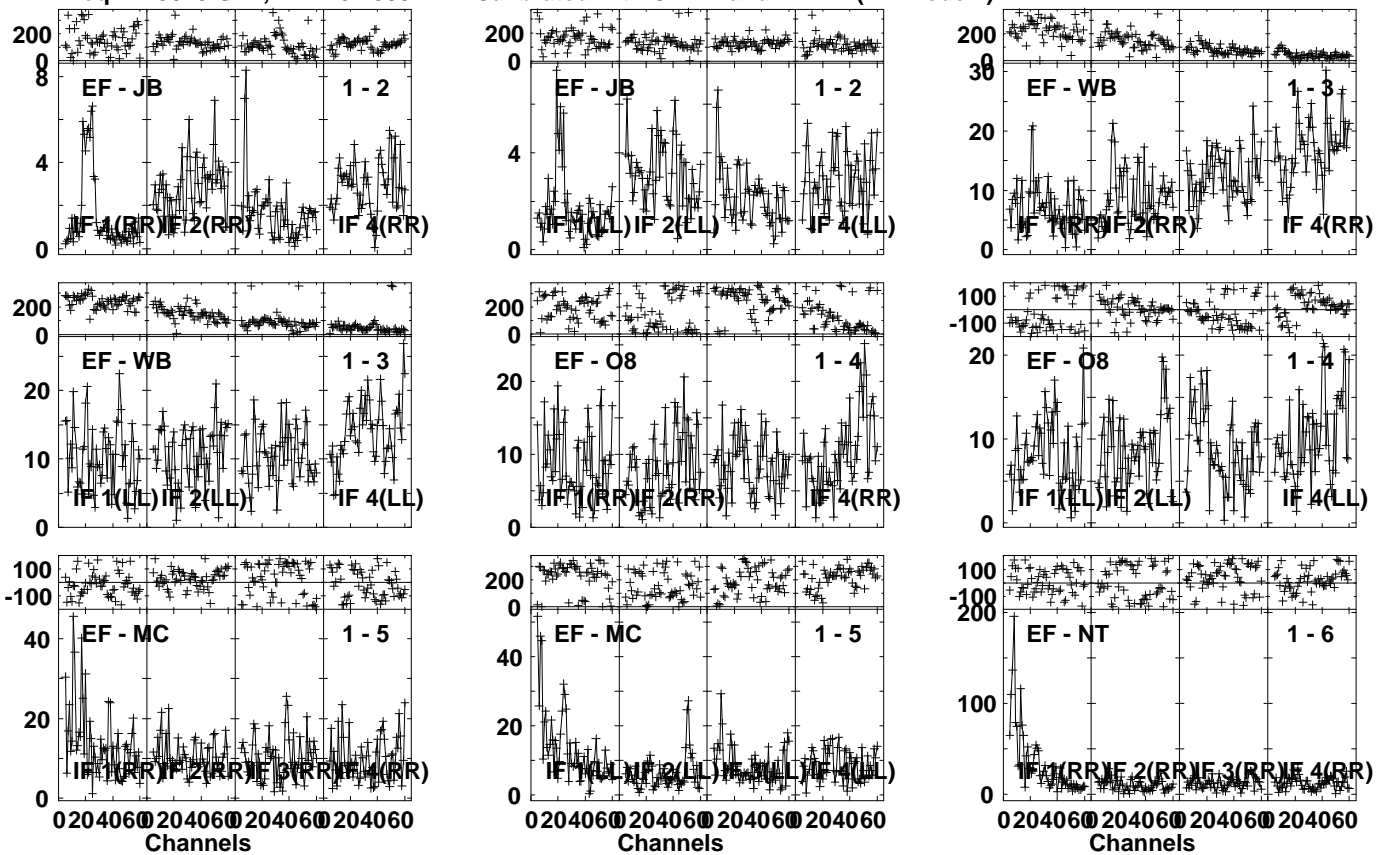 200
0
8
4
0
EF - JB
1 - 2
IF 1(RR)
IF 2(RR)
IF 4(RR)
200
0
4
0
EF - JB
1 - 2
IF 1(LL)
IF 2(LL)
IF 4(LL)
200
0
30
20
10
0
EF - WB
1 - 3
IF 1(RR)
IF 2(RR)
IF 4(RR)
200
0
20
10
0
EF - WB
1 - 3
IF 1(LL)
IF 2(LL)
IF 4(LL)
200
0
20
10
0
EF - O8
1 - 4
IF 1(RR)
IF 2(RR)
IF 4(RR)
100
-100
20
10
0
EF - O8
1 - 4
IF 1(LL)
IF 2(LL)
IF 4(LL)
100
-100
40
20
0
EF - MC
1 - 5
IF 1(RR)
IF 2(RR)
IF 3(RR)
IF 4(RR)
0 20 40 60 0 20 40 60 0 20 40 60 0 20 40 60
Channels
200
0
40
20
0
EF - MC
1 - 5
IF 1(LL)
IF 2(LL)
IF 3(LL)
IF 4(LL)
0 20 40 60 0 20 40 60 0 20 40 60 0 20 40 60
Channels
100
-100
200
100
0
EF - NT
1 - 6
IF 1(RR)
IF 2(RR)
IF 3(RR)
IF 4(RR)
0 20 40 60 0 20 40 60 0 20 40 60 0 20 40 60
Channels